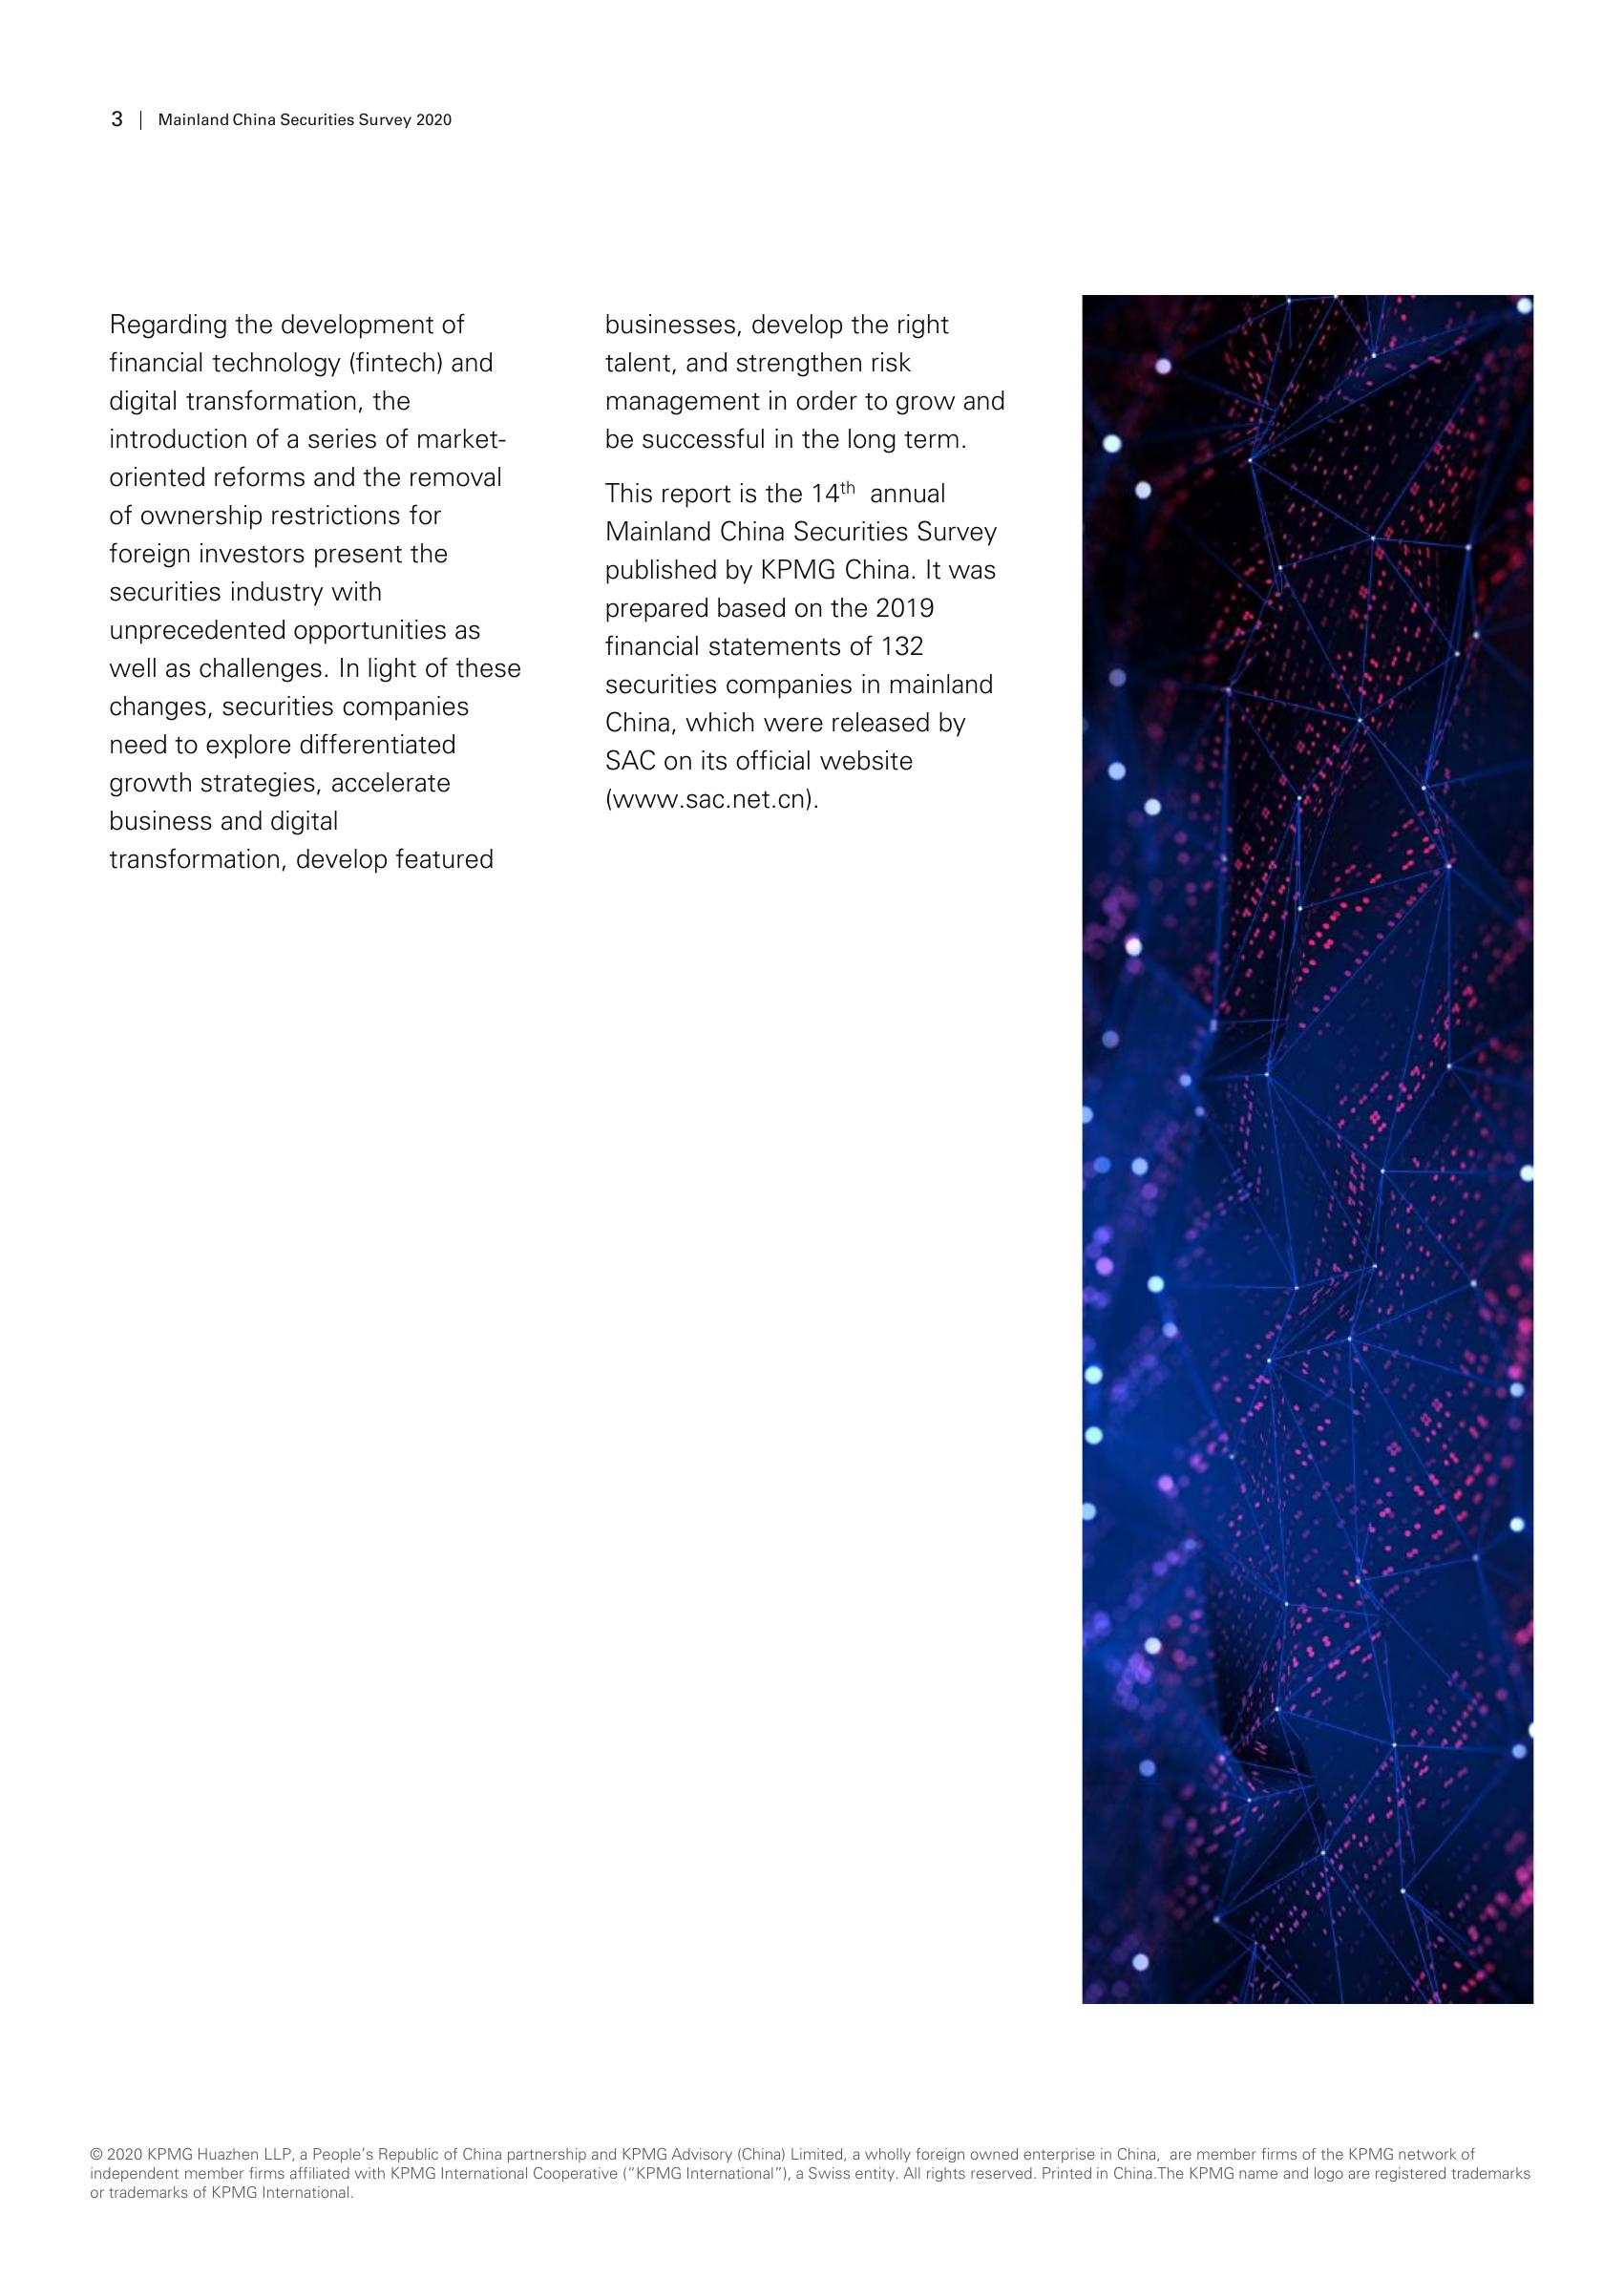 3 | Mainland China Securities Survey 2020
Regarding the development of
financial technology (fintech) and
digital transformation, the
introduction of a series of market-
oriented reforms and the removal
of ownership restrictions for
foreign investors present the
securities industry with
unprecedented opportunities as
well as challenges. In light of these
changes, securities companies
need to explore differentiated
growth strategies, accelerate
business and digital
transformation, develop featured
businesses, develop the right
talent, and strengthen risk
management in order to grow and
be successful in the long term.
This report is the 14th annual
Mainland China Securities Survey
published by KPMG China. It was
prepared based on the 2019
financial statements of 132
securities companies in mainland
China, which were released by
SAC on its official website
(www.sac.net.cn).
© 2020 KPMG Huazhen LLP, a People's Republic of China partnership and KPMG Advisory (China) Limited, a wholly foreign owned enterprise in China, are member firms of the KPMG network of
independent member firms affiliated with KPMG International Cooperative ("KPMG International"), a Swiss entity. All rights reserved. Printed in China.The KPMG name and logo are registered trademarks
or trademarks of KPMG International.